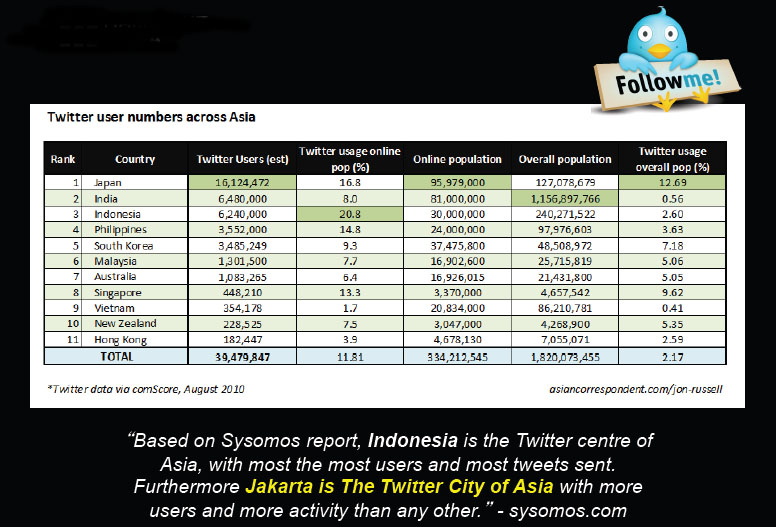 Follow me!
Twitter user numbers across Asia
Rank Country Twitter Users (est) Twitter usage online pop (%) Online population Overall population Twitter usage overall pop (%)
1 Japan 16,124,472 16.8 95,979,000 127,078,679 12.69
2 India 6,480,000 8.0 81,000,000 1,156,897,766 0.56
3 Indonesia 6,240,000 20.8 30,000,000 240,271,522 2.60
4 Philippines 3,552,000 14.8 24,000,000 97,976,603 3.63
5 South Korea 3,485,249 9.3 37,475,800 48,508,972 7.18
6 Malaysia 1,301,500 7.7 16,902,600 25,715,819 5.06
7 Australia 1,083,265 6.4 16,926,015 21,431,800 5.05
8 Singapore 448,210 13.3 3,370,000 4,657,542 9.62
9 Vietnam 354,178 1.7 20,834,000 86,210,781 0.41
10 New Zealand 228,525 7.5 3,047,000 4,268,900 5.35
11 Hong Kong 182,447 3.9 4,678,130 7,055,071 2.59
TOTAL 39,479,847 11.81 334,212,545 1,820,073,455 2.17
*Twitter data via comScore, August 2010 asiancorrespondent.com/jon-russell
“Based on Sysomos report, Indonesia is the Twitter centre of
Asia, with most the most users and most tweets sent.
Furthermore Jakarta is The Twitter City of Asia with more
users and more activity than any other.” - sysomos.com